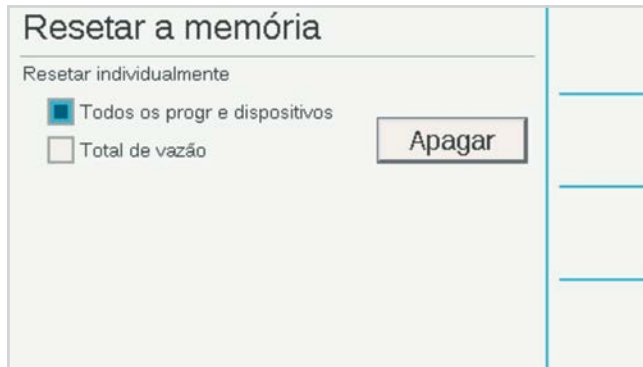 Resetar a memória
Resetar individualmente
Todos os progr e dispositivos
Total de vazão
Apagar